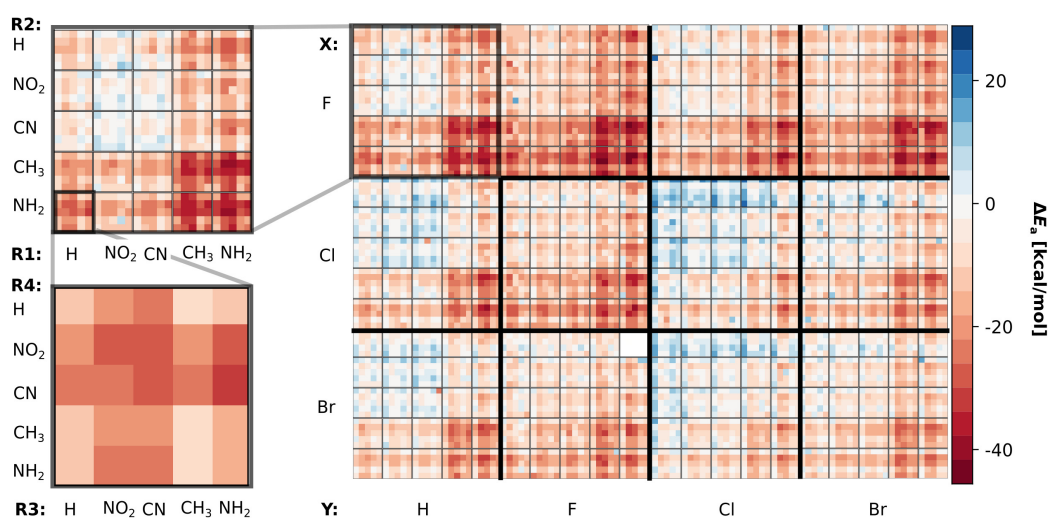 R2:
H
NO₂
CN
CH₃
NH₂
R1: H NO₂ CN CH₃ NH₂
R4:
H
NO₂
CN
CH₃
NH₂
R3: H NO₂ CN CH₃ NH₂
X:
F
Cl
Br
Y: H F Cl Br
20
0
-20
-40
ΔEₐ [kcal/mol]